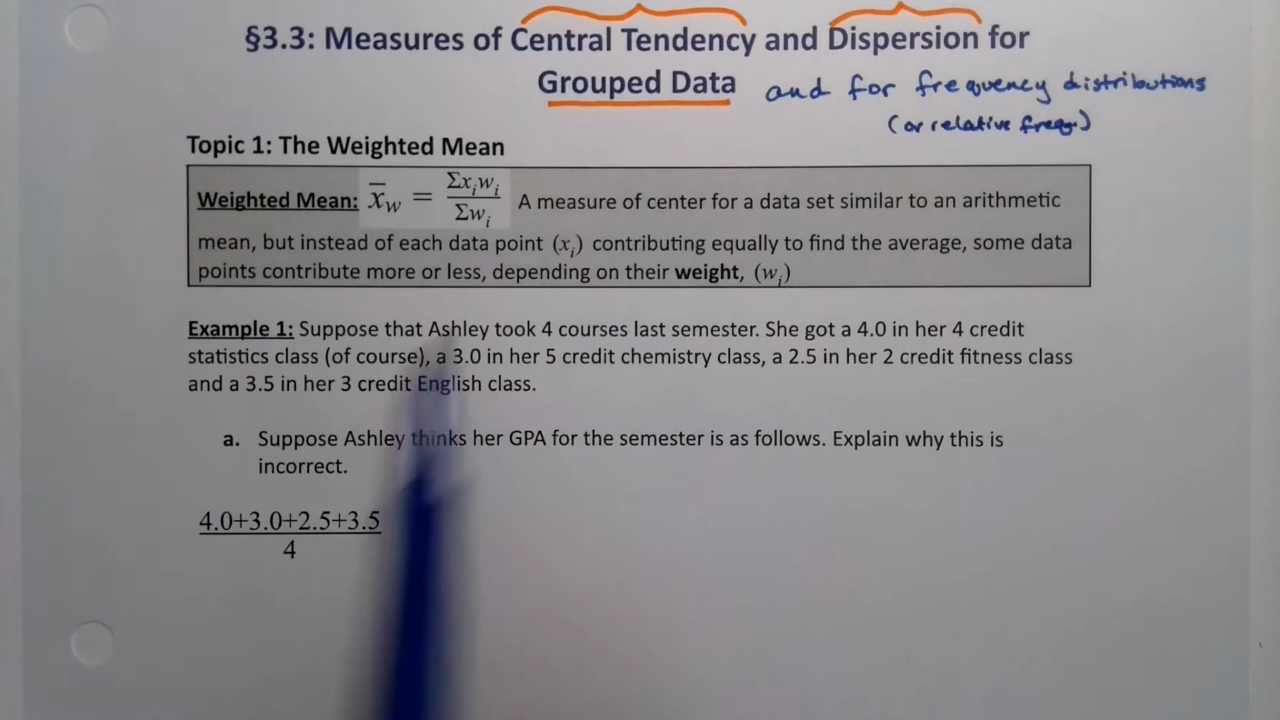 §3.3: Measures of Central Tendency and Dispersion for
Grouped Data and for frequency distributions
(or relative freq.)
Topic 1: The Weighted Mean
Weighted Mean: x̄_w = Σx_i w_i / Σw_i A measure of center for a data set similar to an arithmetic
mean, but instead of each data point (x_i) contributing equally to find the average, some data
points contribute more or less, depending on their weight, (w_i)
Example 1: Suppose that Ashley took 4 courses last semester. She got a 4.0 in her 4 credit
statistics class (of course), a 3.0 in her 5 credit chemistry class, a 2.5 in her 2 credit fitness class
and a 3.5 in her 3 credit English class.
a. Suppose Ashley thinks her GPA for the semester is as follows. Explain why this is
incorrect.
4.0+3.0+2.5+3.5
4